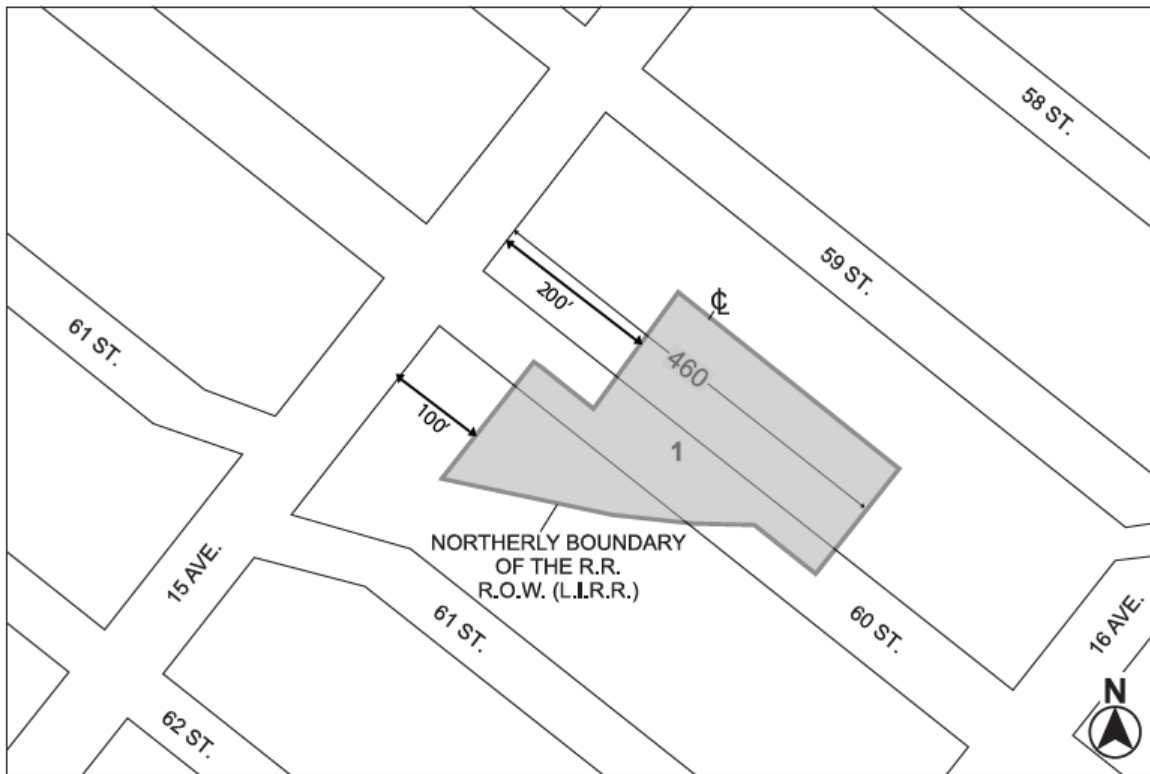 58 ST.
59 ST.
℄
200′
460
61 ST.
100′
1
NORTHERLY BOUNDARY
OF THE R.R.
R.O.W. (L.I.R.R.)
15 AVE.
61 ST.
60 ST.
16 AVE.
N
62 ST.